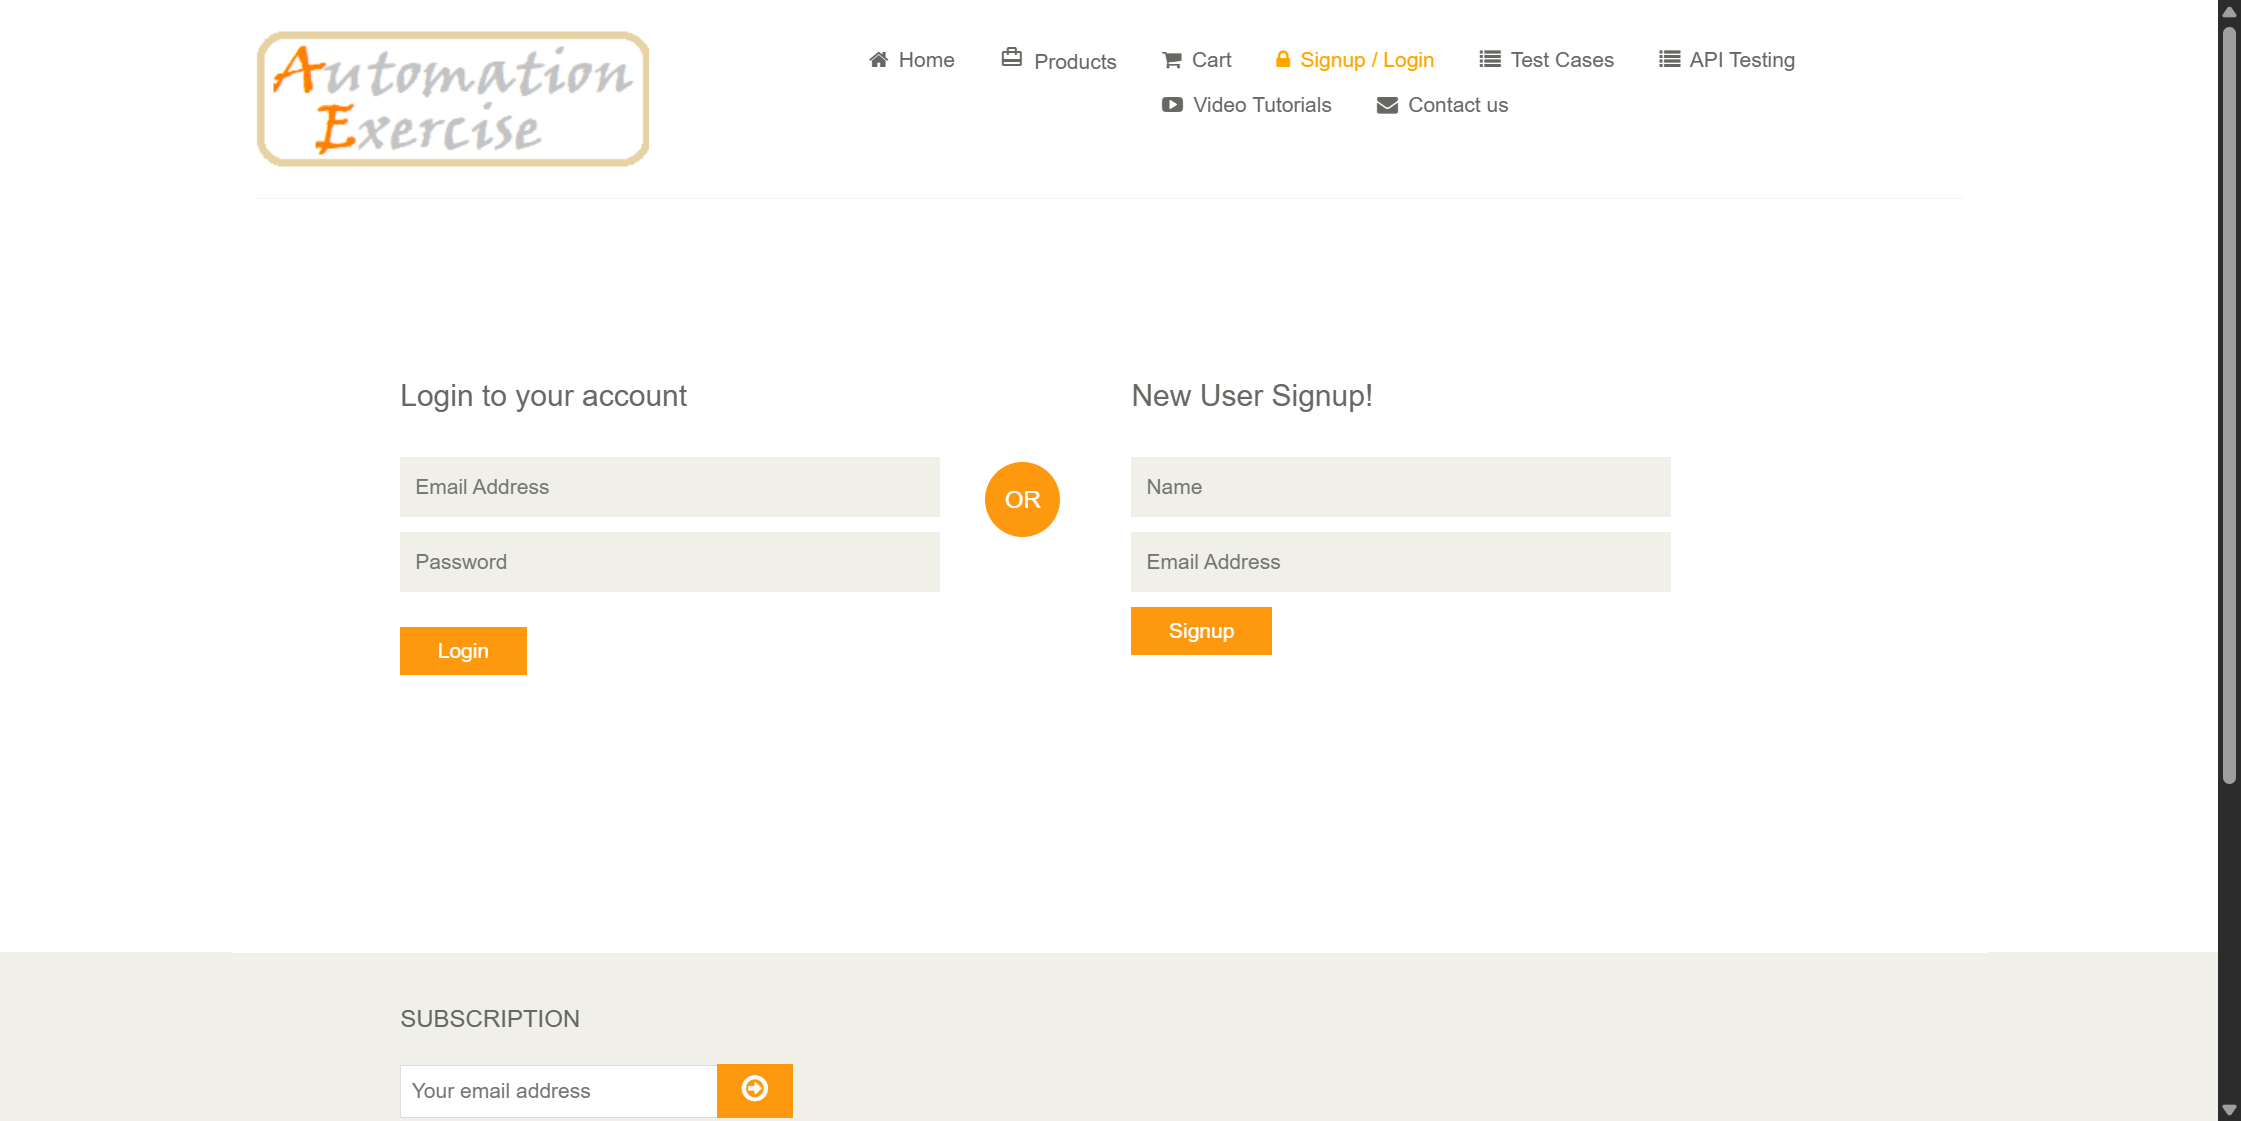 Automation
Exercise
Home
Products
Cart
Signup / Login
Test Cases
API Testing
Video Tutorials
Contact us
Login to your account
Email Address
Password
Login
OR
New User Signup!
Name
Email Address
Signup
SUBSCRIPTION
Your email address